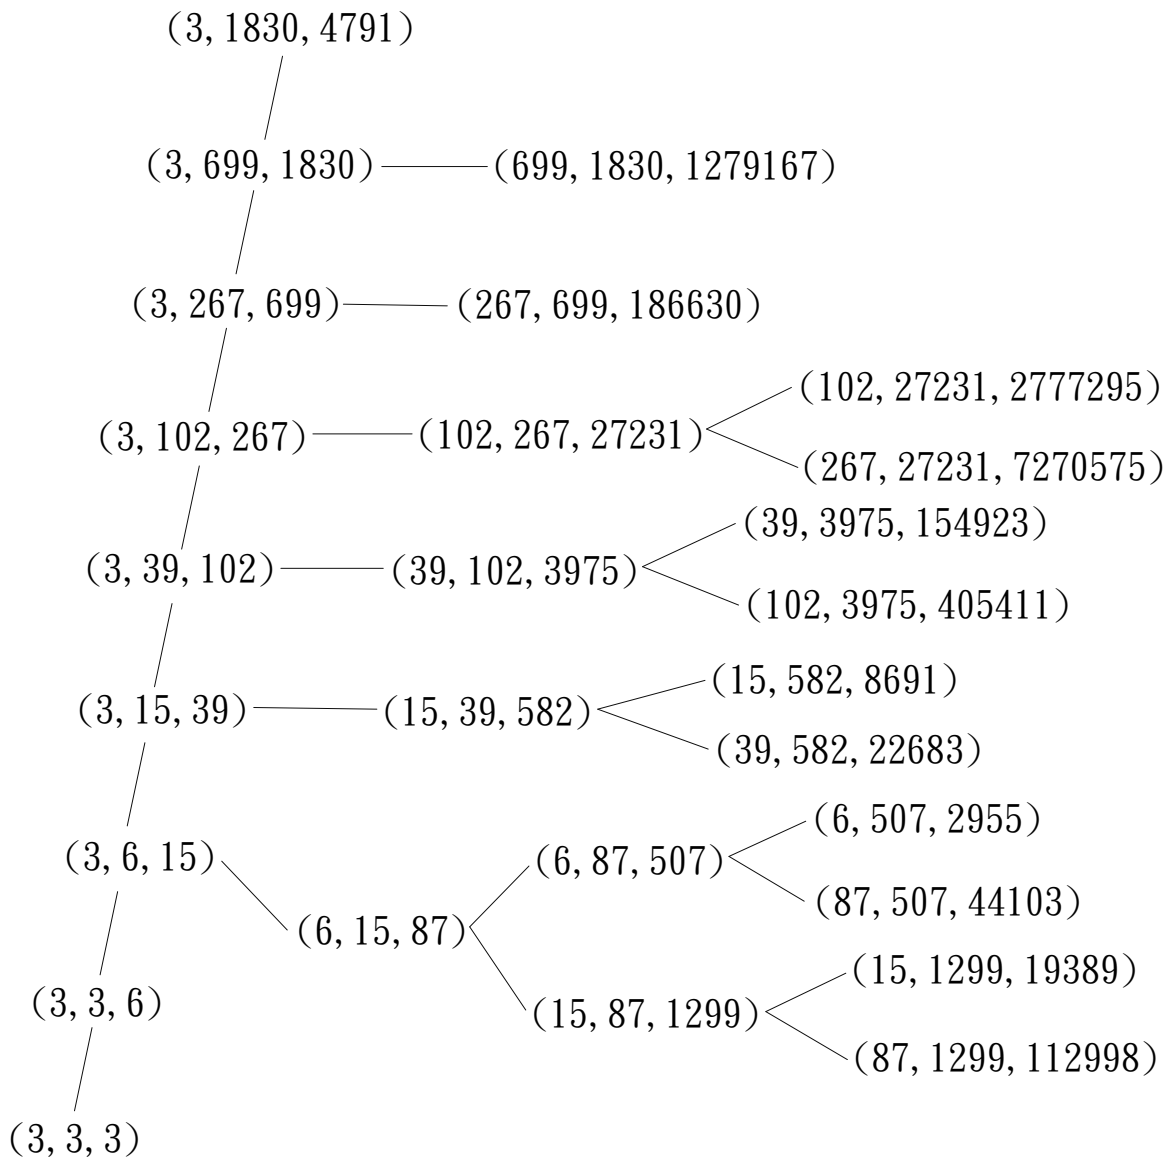 (3, 1830, 4791)
(3, 699, 1830) (699, 1830, 1279167)
(3, 267, 699) (267, 699, 186630)
(102, 27231, 2777295)
(3, 102, 267) (102, 267, 27231)
(267, 27231, 7270575)
(39, 3975, 154923)
(3, 39, 102) (39, 102, 3975)
(102, 3975, 405411)
(15, 582, 8691)
(3, 15, 39) (15, 39, 582)
(39, 582, 22683)
(6, 507, 2955)
(3, 6, 15) (6, 87, 507)
(87, 507, 44103)
(6, 15, 87)
(15, 1299, 19389)
(3, 3, 6) (15, 87, 1299)
(87, 1299, 112998)
(3, 3, 3)